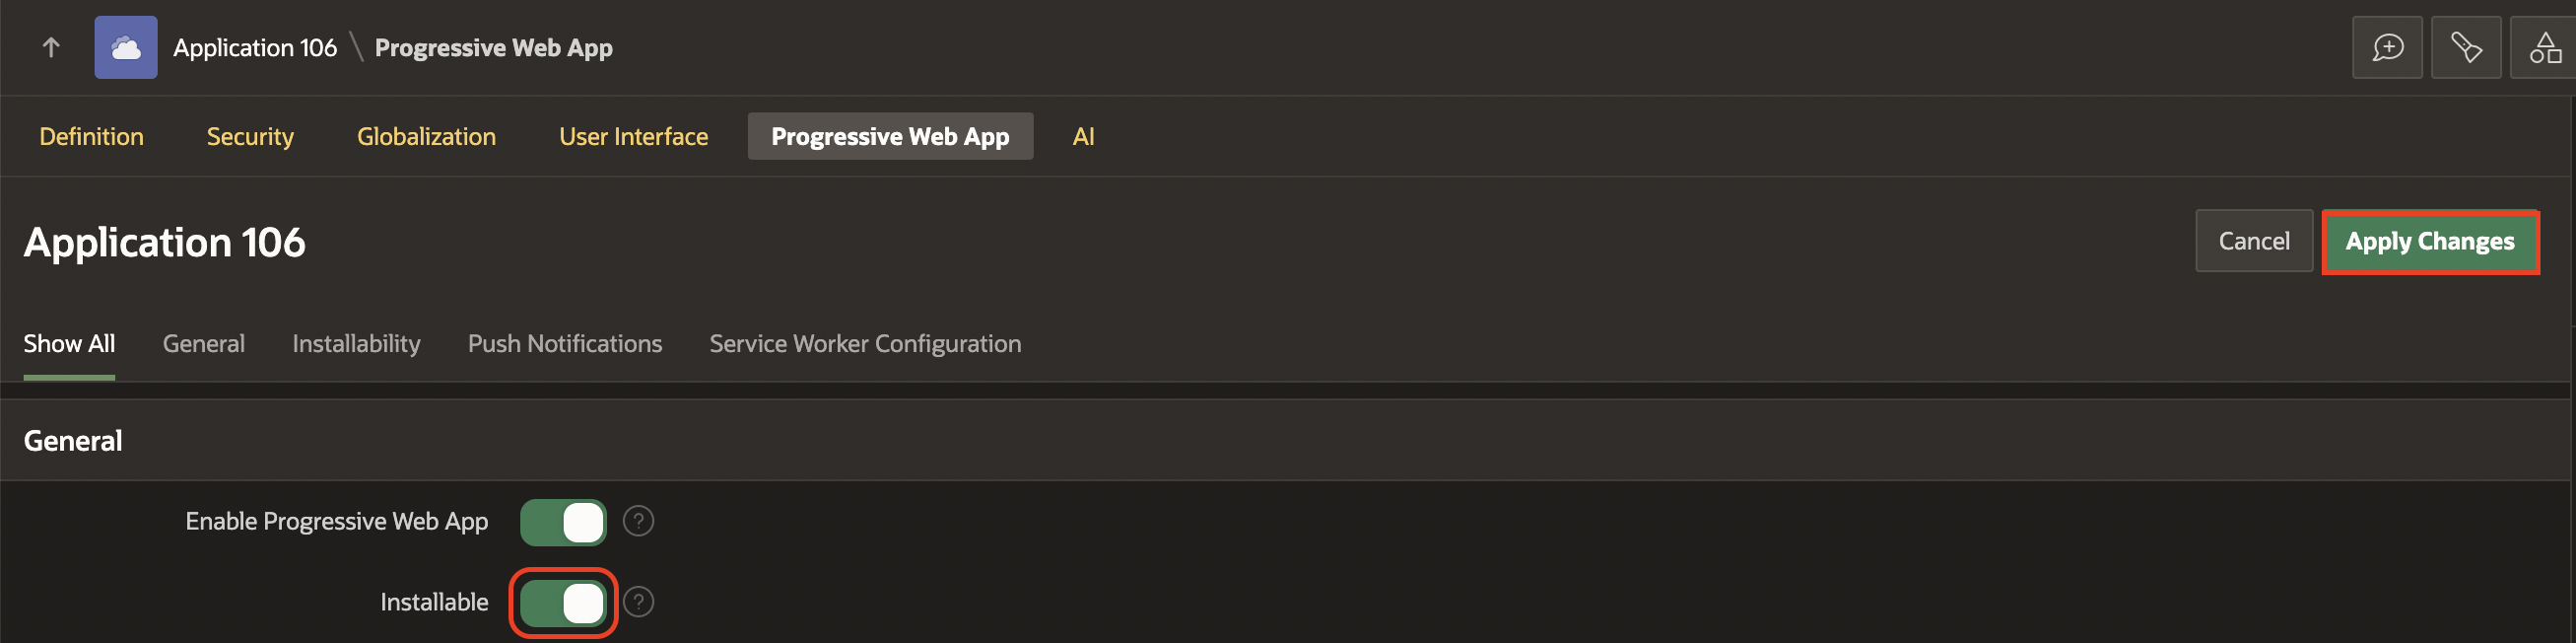 Application 106 \ Progressive Web App
Definition Security Globalization User Interface Progressive Web App AI
Application 106
Cancel Apply Changes
Show All General Installability Push Notifications Service Worker Configuration
General
Enable Progressive Web App ?
Installable ?